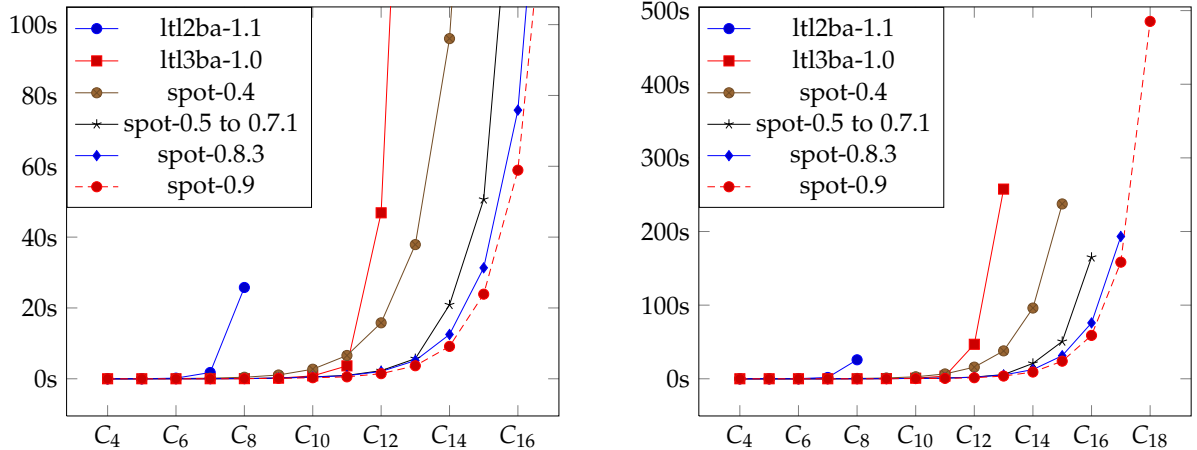 100s
80s
60s
40s
20s
0s
C4 C6 C8 C10 C12 C14 C16
ltl2ba-1.1
ltl3ba-1.0
spot-0.4
spot-0.5 to 0.7.1
spot-0.8.3
spot-0.9
500s
400s
300s
200s
100s
0s
C4 C6 C8 C10 C12 C14 C16 C18
ltl2ba-1.1
ltl3ba-1.0
spot-0.4
spot-0.5 to 0.7.1
spot-0.8.3
spot-0.9